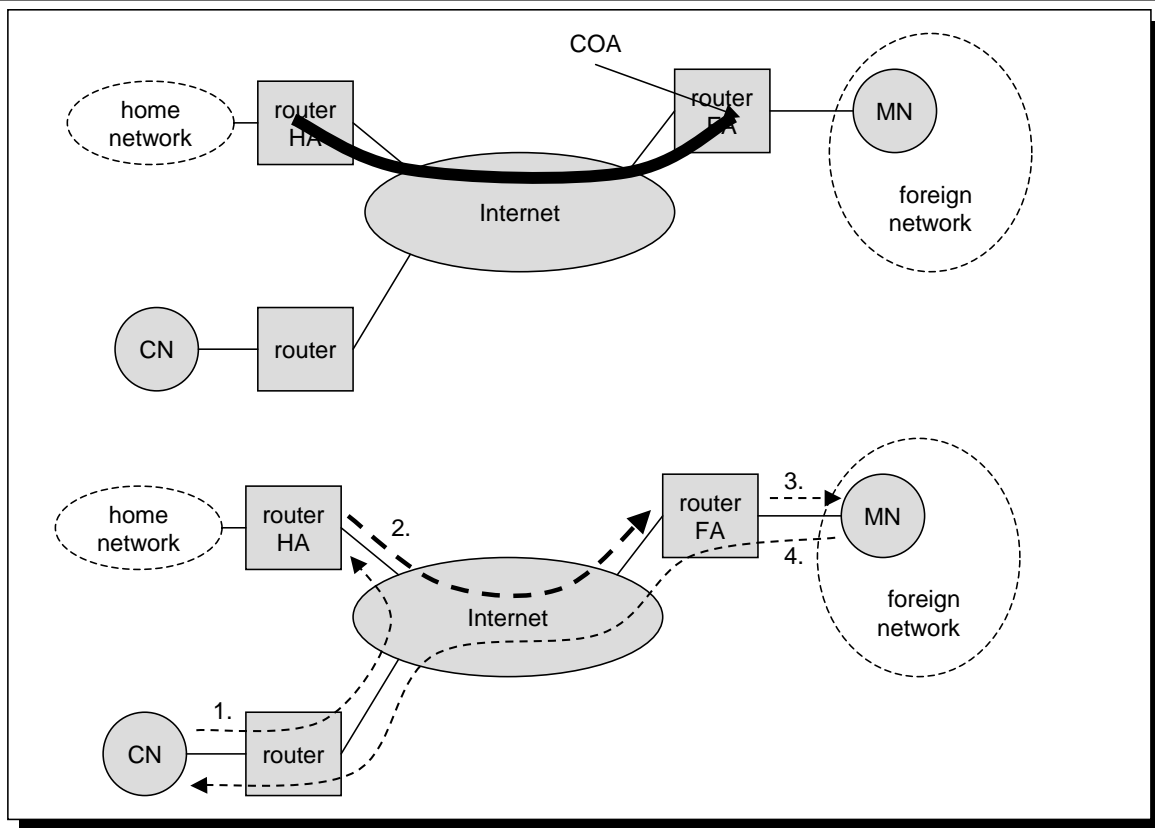 COA
home
network
router
HA
router
FA
MN
foreign
network
Internet
CN
router
home
network
router
HA
2.
router
FA
3.
MN
4.
foreign
network
Internet
1.
CN
router